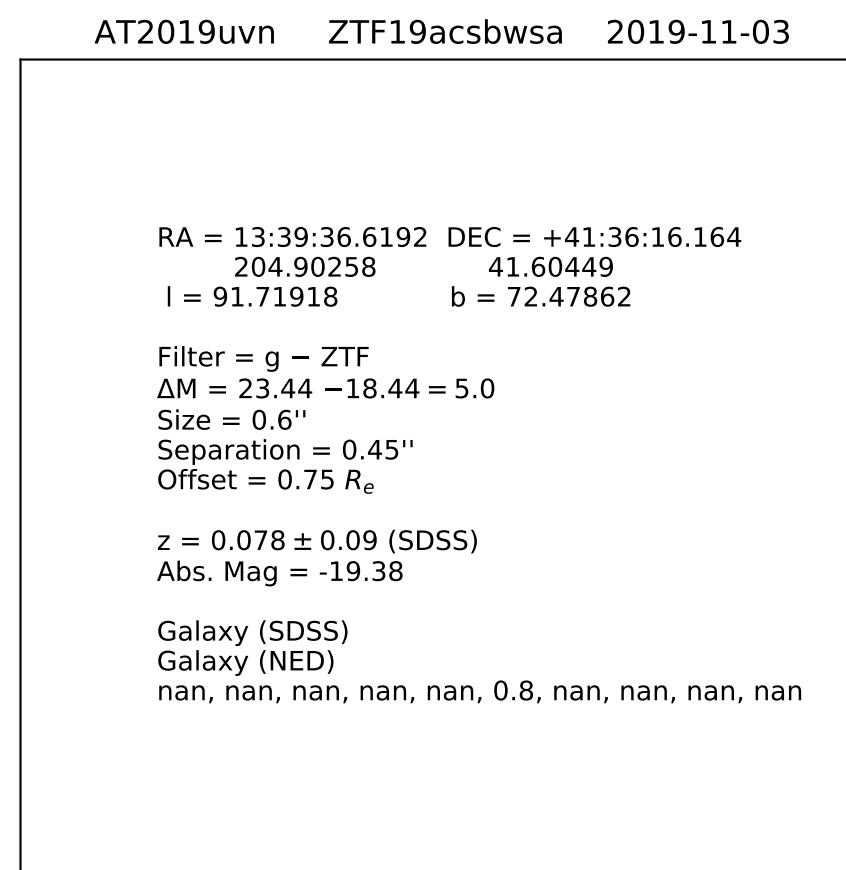 AT2019uvn ZTF19acsbwsa 2019-11-03
RA = 13:39:36.6192 DEC = +41:36:16.164
204.90258 41.60449
l = 91.71918 b = 72.47862
Filter = g − ZTF
ΔM = 23.44 −18.44 = 5.0
Size = 0.6''
Separation = 0.45''
Offset = 0.75 Re
z = 0.078 ± 0.09 (SDSS)
Abs. Mag = -19.38
Galaxy (SDSS)
Galaxy (NED)
nan, nan, nan, nan, nan, 0.8, nan, nan, nan, nan